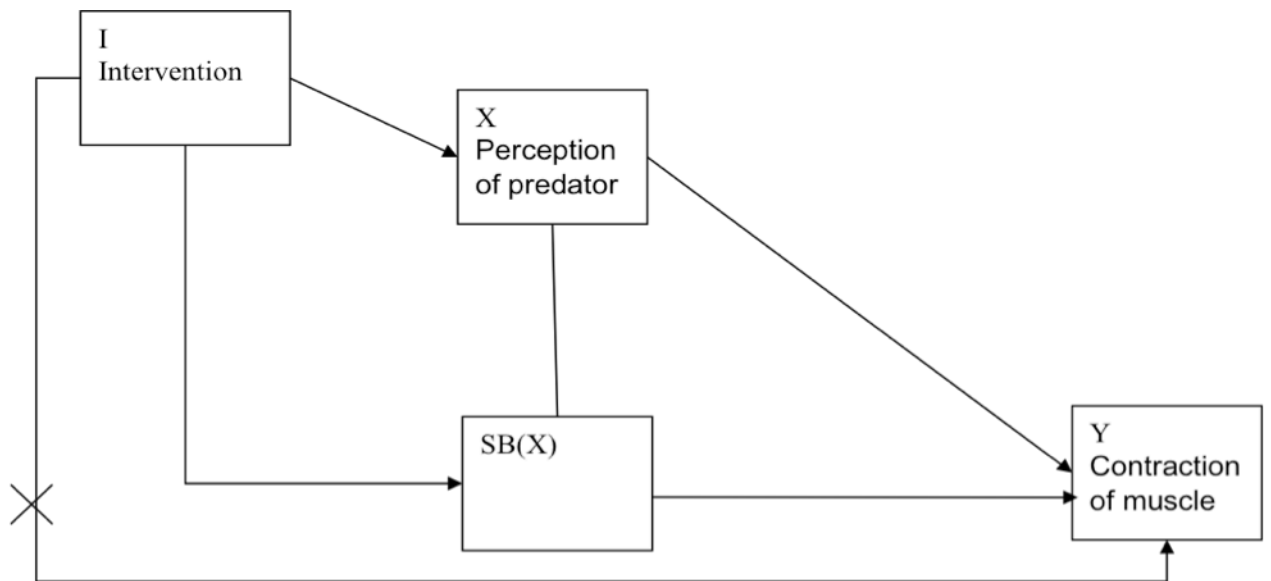 I
Intervention
X
Perception
of predator
SB(X)
Y
Contraction
of muscle